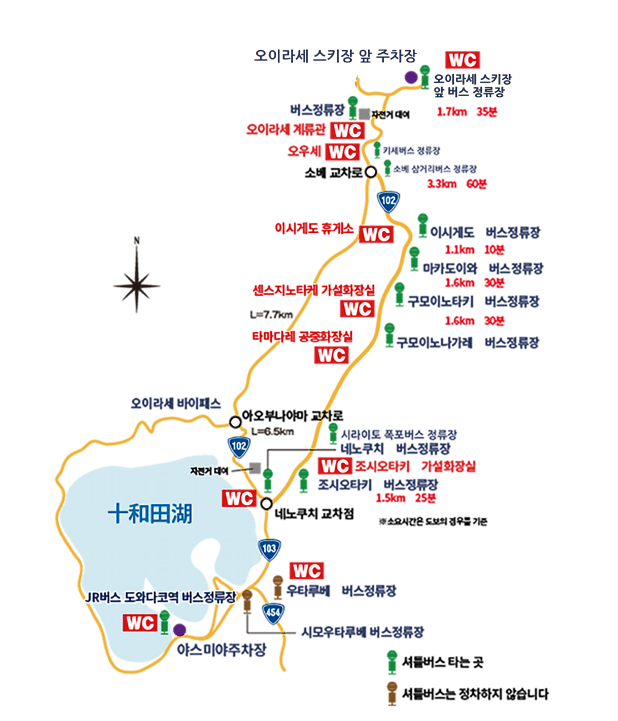 오이라세 스키장 앞 주차장
WC
오이라세 스키장
앞 버스 정류장
1.7km 35분
버스정류장
자전거 대여
오이라세 계류관 WC
오우세 WC
키세버스 정류장
소베 교차로
소베 삼거리버스 정류장
3.3km 60분
102
이시게도 휴게소
WC
이시게도 버스정류장
1.1km 10분
N
마카도이와 버스정류장
1.6km 30분
센스지노타케 가설화장실
WC
구모이노타키 버스정류장
L=7.7km
1.6km 30분
타마다레 공중화장실
WC
구모이노나가레 버스정류장
오이라세 바이패스
아오부나야마 교차로
L=6.5km
102
시라이토 폭포버스 정류장
네노쿠치 버스정류장
자전거 대여
WC 조시오타키 가설화장실
조시오타키 버스정류장
1.5km 25분
WC
네노쿠치 교차점
十和田湖
※소요시간은 도보의 경우를 기준
103
WC
우타루베 버스정류장
JR버스 도와다코역 버스정류장
454
WC
시모우타루베 버스정류장
야스미야주차장
셔틀버스 타는 곳
셔틀버스는 정차하지 않습니다